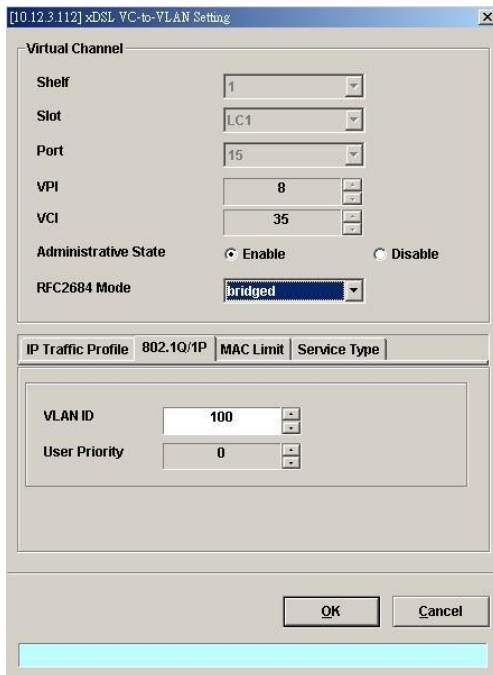 [10.12.3.112] xDSL VC-to-VLAN Setting
Virtual Channel
Shelf 1
Slot LC1
Port 15
VPI 8
VCI 35
Administrative State Enable Disable
RFC2684 Mode bridged
IP Traffic Profile 802.1Q/1P MAC Limit Service Type
VLAN ID 100
User Priority 0
OK Cancel